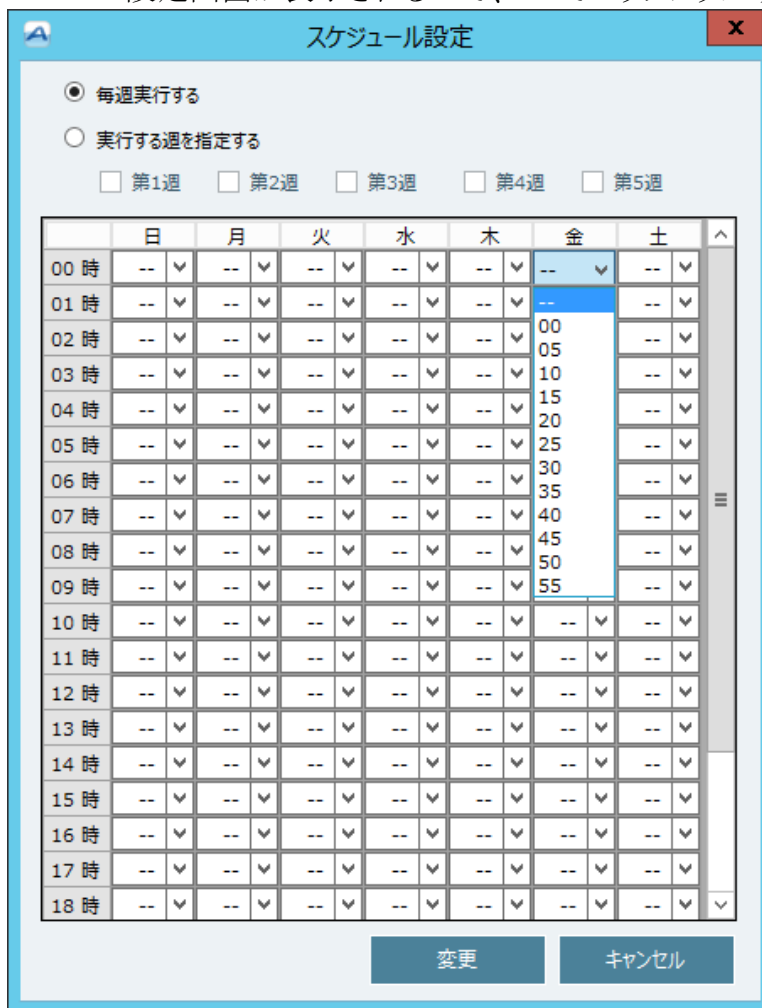 スケジュール設定
x
毎週実行する
実行する週を指定する
第1週 第2週 第3週 第4週 第5週
日 月 火 水 木 金 土
00 時 -- -- -- -- -- -- --
01 時 -- -- -- -- -- -- --
02 時 -- -- -- -- -- 00 --
05
03 時 -- -- -- -- -- 10 --
04 時 -- -- -- -- -- 15 --
20
05 時 -- -- -- -- -- 25 --
06 時 -- -- -- -- -- 30 --
35
07 時 -- -- -- -- -- 40 --
08 時 -- -- -- -- -- 45 --
50
09 時 -- -- -- -- -- 55 --
10 時 -- -- -- -- -- -- --
11 時 -- -- -- -- -- -- --
12 時 -- -- -- -- -- -- --
13 時 -- -- -- -- -- -- --
14 時 -- -- -- -- -- -- --
15 時 -- -- -- -- -- -- --
16 時 -- -- -- -- -- -- --
17 時 -- -- -- -- -- -- --
18 時 -- -- -- -- -- -- --
変更 キャンセル